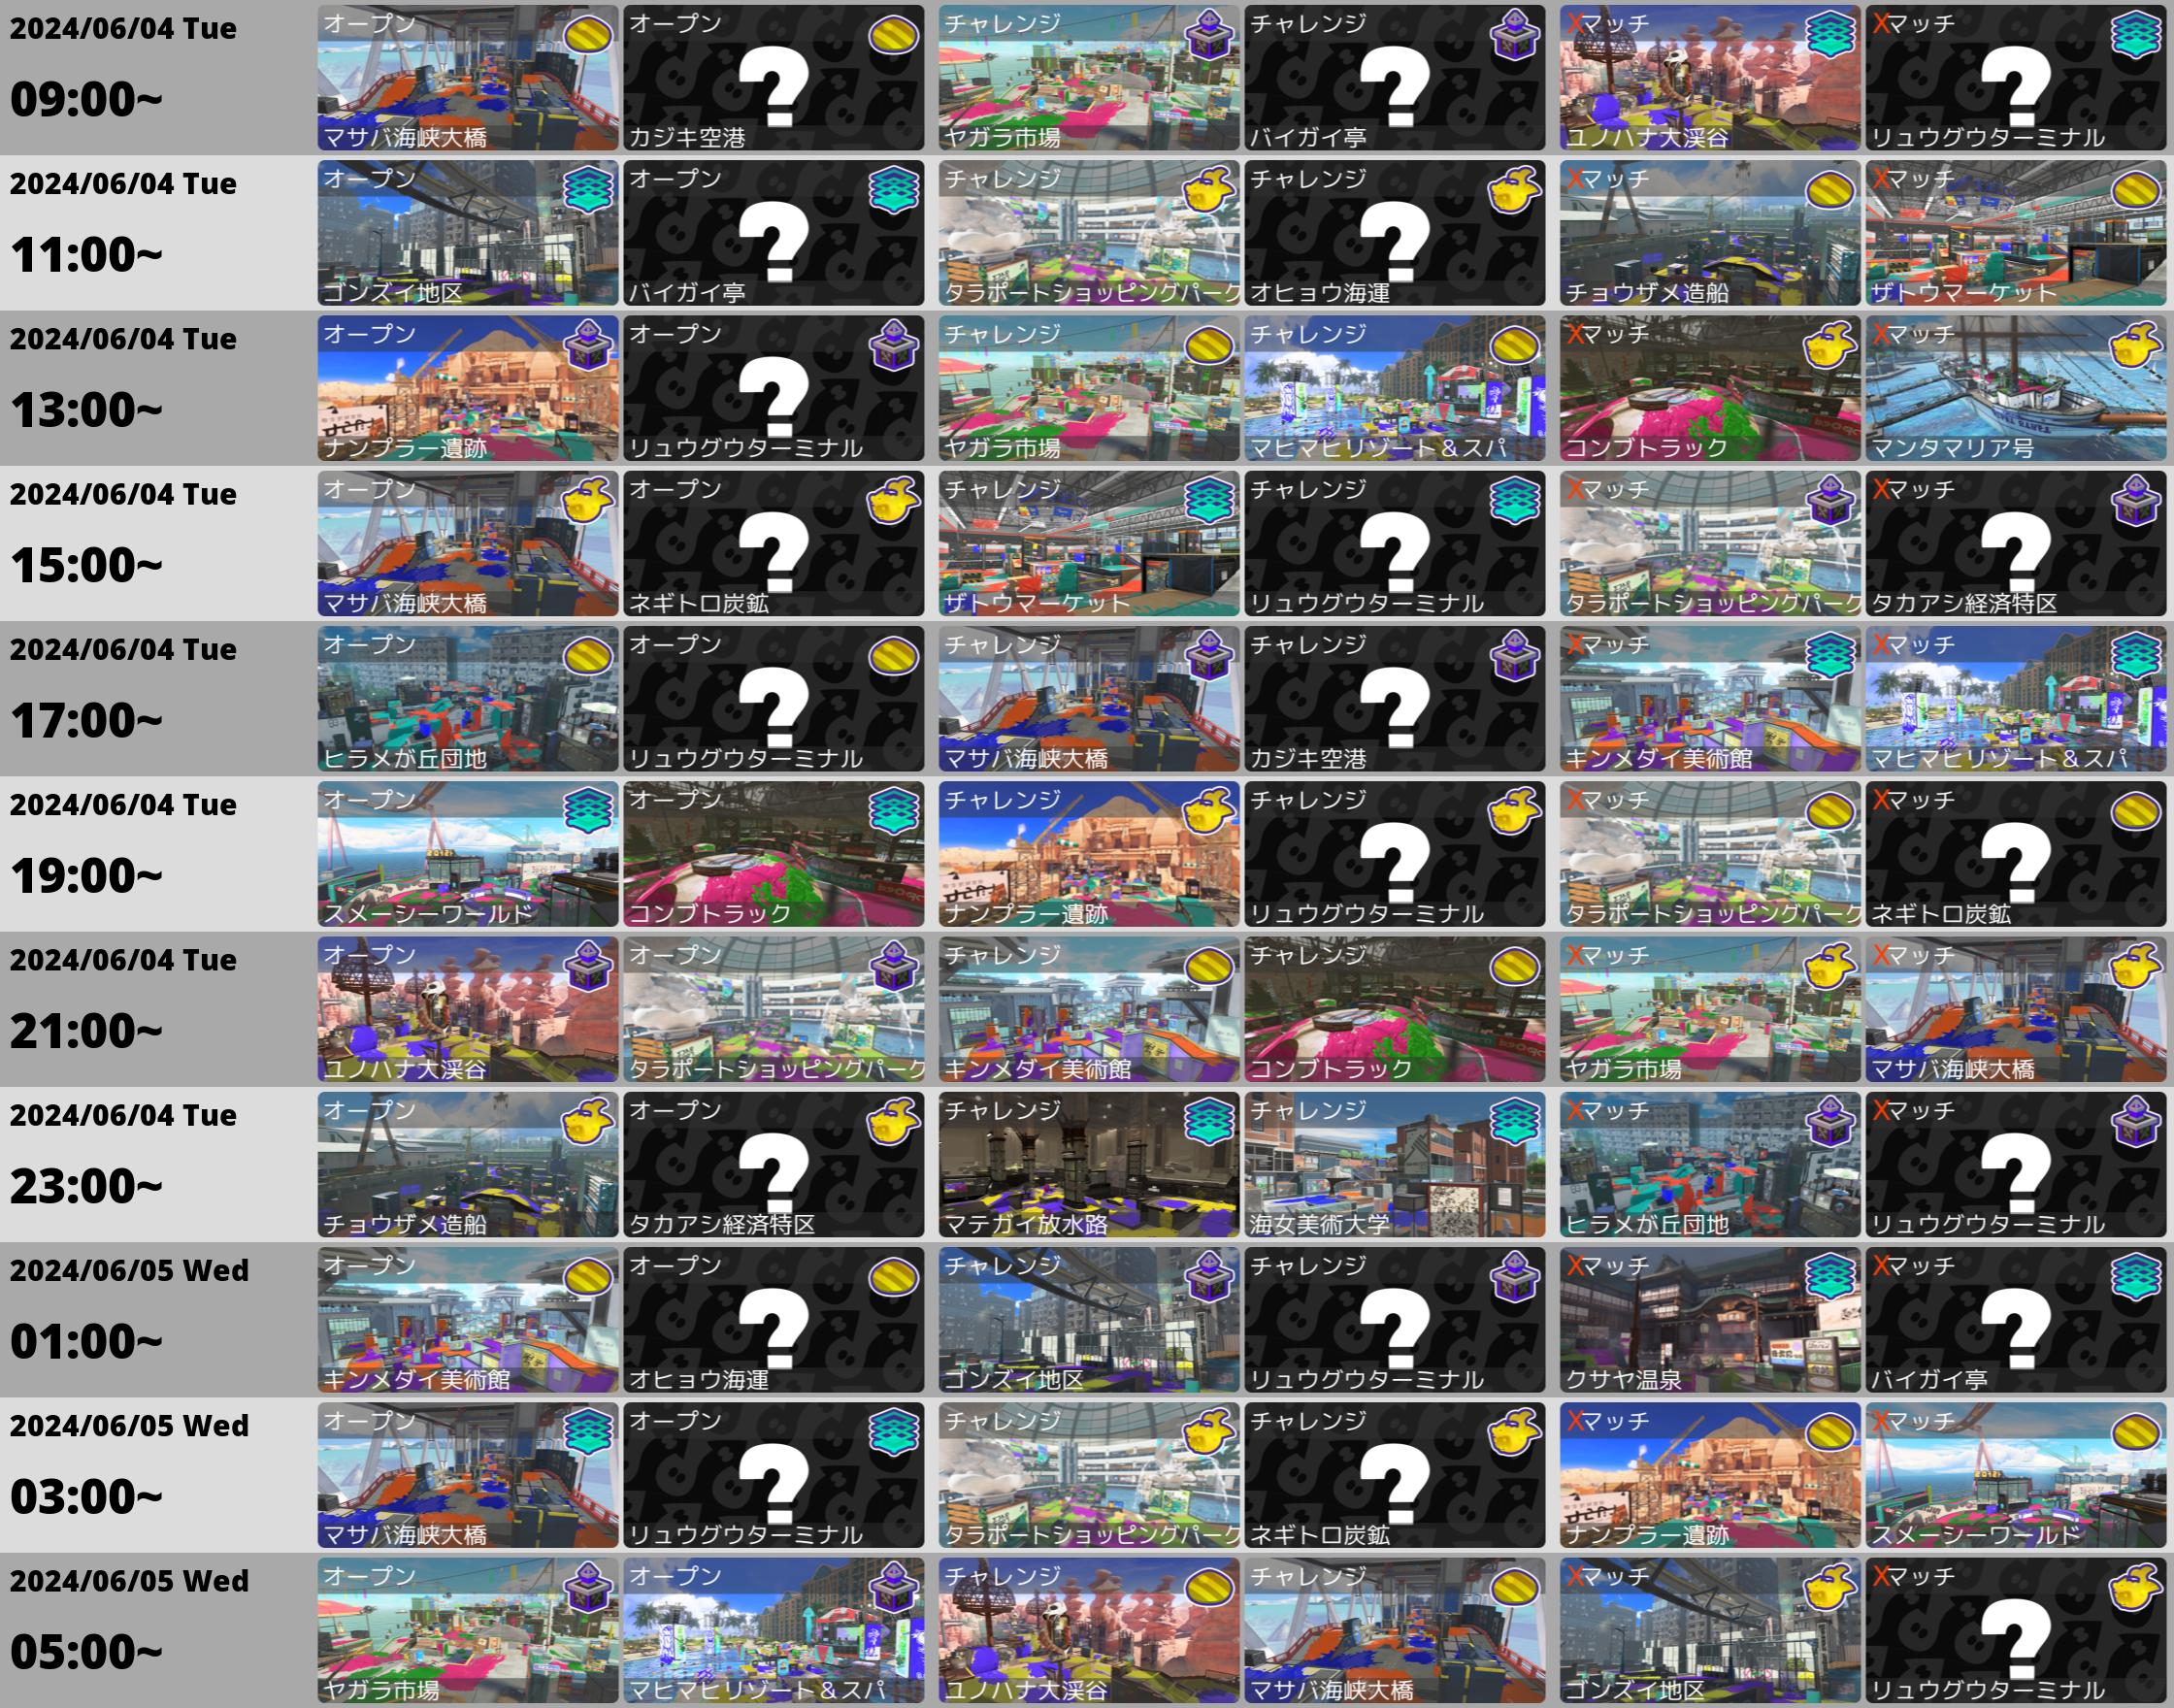 2024/06/04 Tue
09:00~
オープン
マサバ海峡大橋
オープン
カジキ空港
チャレンジ
ヤガラ市場
チャレンジ
バイガイ亭
Xマッチ
ユノハナ大渓谷
Xマッチ
リュウグウターミナル
2024/06/04 Tue
11:00~
オープン
ゴンズイ地区
オープン
バイガイ亭
チャレンジ
タラポートショッピングパーク
チャレンジ
オヒョウ海運
Xマッチ
チョウザメ造船
Xマッチ
ザトウマーケット
2024/06/04 Tue
13:00~
オープン
ナンプラー遺跡
オープン
リュウグウターミナル
チャレンジ
ヤガラ市場
チャレンジ
マヒマヒリゾート＆スパ
Xマッチ
コンブトラック
Xマッチ
マンタマリア号
2024/06/04 Tue
15:00~
オープン
マサバ海峡大橋
オープン
ネギトロ炭鉱
チャレンジ
ザトウマーケット
チャレンジ
リュウグウターミナル
Xマッチ
タラポートショッピングパーク
Xマッチ
タカアシ経済特区
2024/06/04 Tue
17:00~
オープン
ヒラメが丘団地
オープン
リュウグウターミナル
チャレンジ
マサバ海峡大橋
チャレンジ
カジキ空港
Xマッチ
キンメダイ美術館
Xマッチ
マヒマヒリゾート＆スパ
2024/06/04 Tue
19:00~
オープン
スメーシーワールド
オープン
コンブトラック
チャレンジ
ナンプラー遺跡
チャレンジ
リュウグウターミナル
Xマッチ
タラポートショッピングパーク
Xマッチ
ネギトロ炭鉱
2024/06/04 Tue
21:00~
オープン
ユノハナ大渓谷
オープン
タラポートショッピングパーク
チャレンジ
キンメダイ美術館
チャレンジ
コンブトラック
Xマッチ
ヤガラ市場
Xマッチ
マサバ海峡大橋
2024/06/04 Tue
23:00~
オープン
チョウザメ造船
オープン
タカアシ経済特区
チャレンジ
マテガイ放水路
チャレンジ
海女美術大学
Xマッチ
ヒラメが丘団地
Xマッチ
リュウグウターミナル
2024/06/05 Wed
01:00~
オープン
キンメダイ美術館
オープン
オヒョウ海運
チャレンジ
ゴンズイ地区
チャレンジ
リュウグウターミナル
Xマッチ
クサヤ温泉
Xマッチ
バイガイ亭
2024/06/05 Wed
03:00~
オープン
マサバ海峡大橋
オープン
リュウグウターミナル
チャレンジ
タラポートショッピングパーク
チャレンジ
ネギトロ炭鉱
Xマッチ
ナンプラー遺跡
Xマッチ
スメーシーワールド
2024/06/05 Wed
05:00~
オープン
ヤガラ市場
オープン
マヒマヒリゾート＆スパ
チャレンジ
ユノハナ大渓谷
チャレンジ
マサバ海峡大橋
Xマッチ
ゴンズイ地区
Xマッチ
リュウグウターミナル